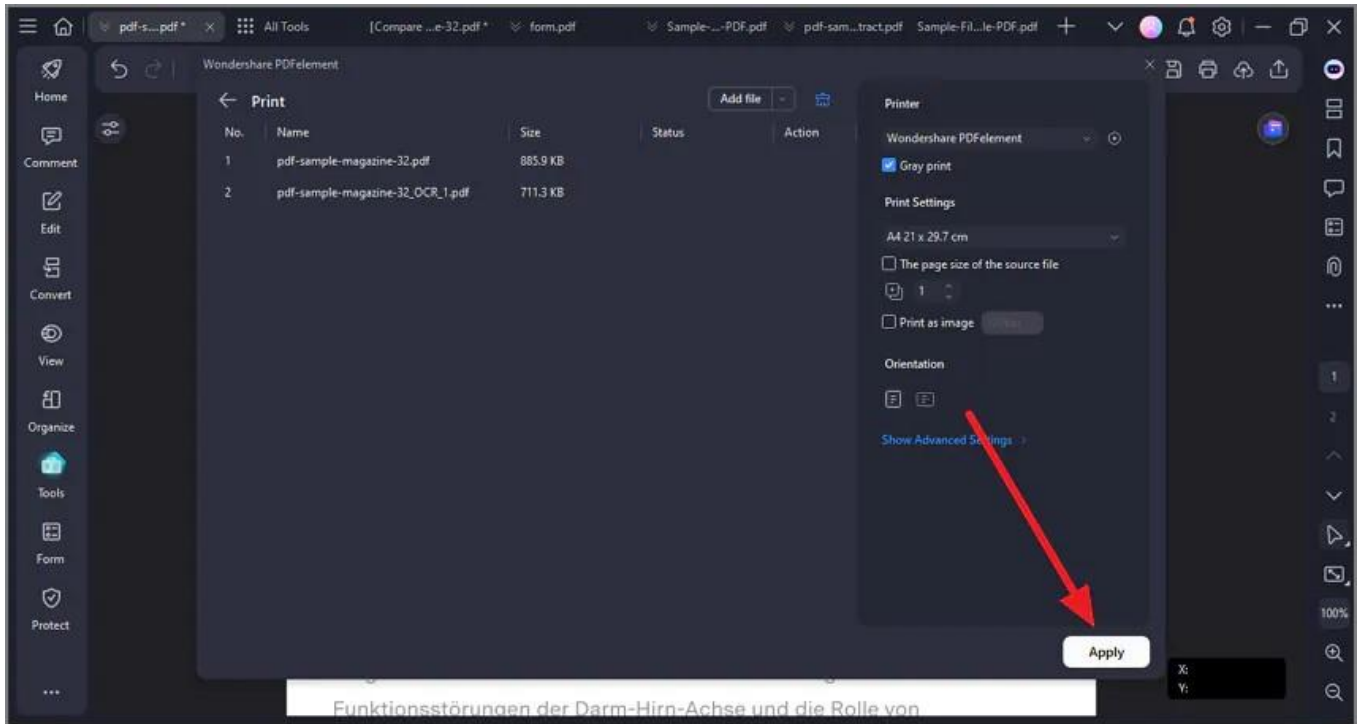 pdf-s....pdf *
All Tools
[Compare ...e-32.pdf *
form.pdf
Sample-...-PDF.pdf
pdf-sam...tract.pdf
Sample-Fil...le-PDF.pdf
Wondershare PDFelement
Home
Comment
Edit
Convert
View
Organize
Tools
Form
Protect
Print
Add file
No. Name Size Status Action
1 pdf-sample-magazine-32.pdf 885.9 KB
2 pdf-sample-magazine-32_OCR_1.pdf 711.3 KB
Printer
Wondershare PDFelement
Gray print
Print Settings
A4 21 x 29.7 cm
The page size of the source file
1
Print as image
Orientation
Show Advanced Settings
Apply
1
2
100%
X:
Y:
Funktionsstörungen der Darm-Hirn-Achse und die Rolle von